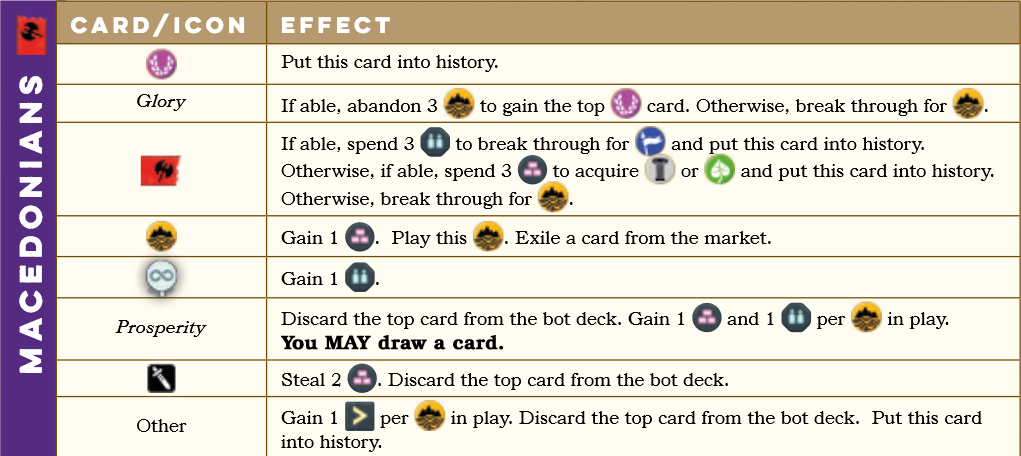 MACEDONIANS
CARD/ICON EFFECT
Put this card into history.
Glory If able, abandon 3 to gain the top card. Otherwise, break through for .
If able, spend 3 to break through for and put this card into history.
Otherwise, if able, spend 3 to acquire or and put this card into history.
Otherwise, break through for .
Gain 1 . Play this . Exile a card from the market.
Gain 1 .
Prosperity Discard the top card from the bot deck. Gain 1 and 1 per in play.
You MAY draw a card.
Steal 2 . Discard the top card from the bot deck.
Other Gain 1 per in play. Discard the top card from the bot deck. Put this card
into history.